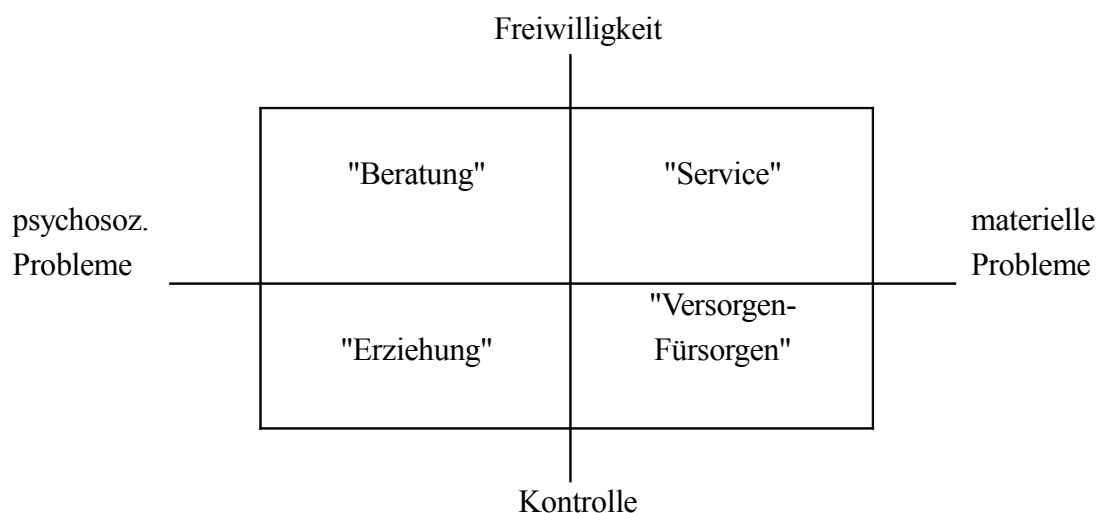 Freiwilligkeit
"Beratung"
"Service"
psychosoz.
Probleme
materielle
Probleme
"Erziehung"
"Versorgen-
Fürsorgen"
Kontrolle